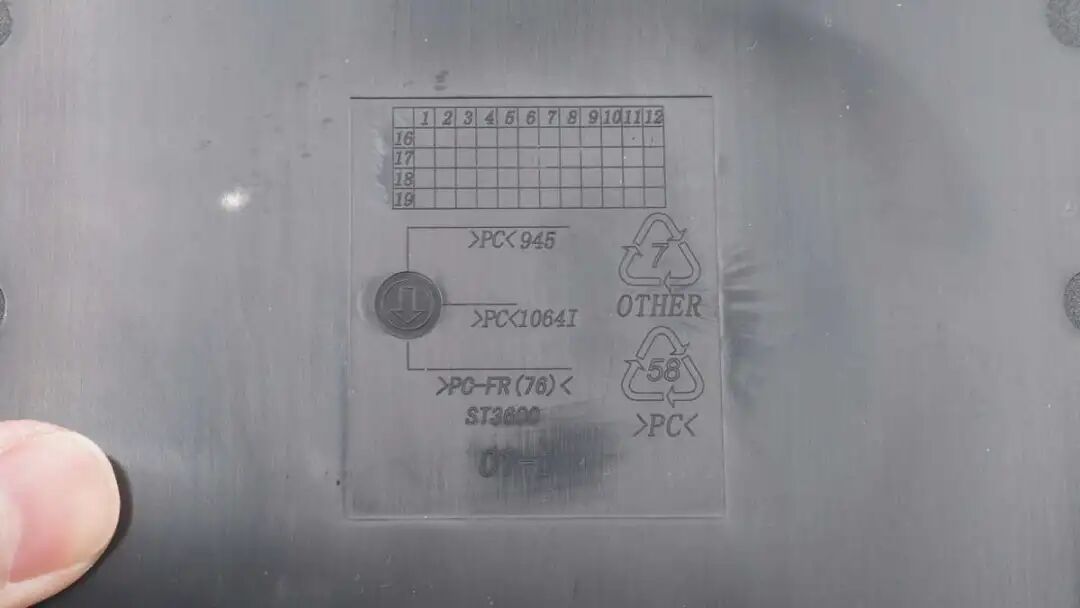 1 2 3 4 5 6 7 8 9 10 11 12
16
17
18
19
>PC<945
>PC<1064I
>PC-FR(76)<
ST3600
7
OTHER
58
>PC<